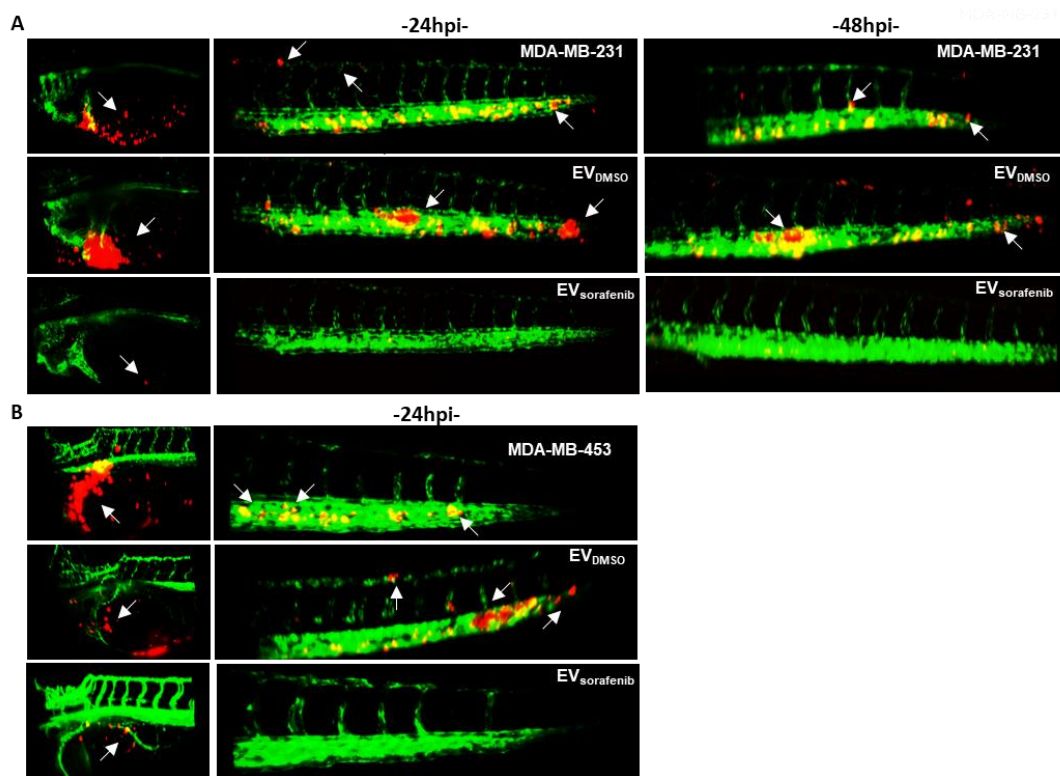 A
-24hpi-
-48hpi-
MDA-MB-231
MDA-MB-231
EVDMSO
EVDMSO
EVsorafenib
EVsorafenib
B
-24hpi-
MDA-MB-453
EVDMSO
EVsorafenib